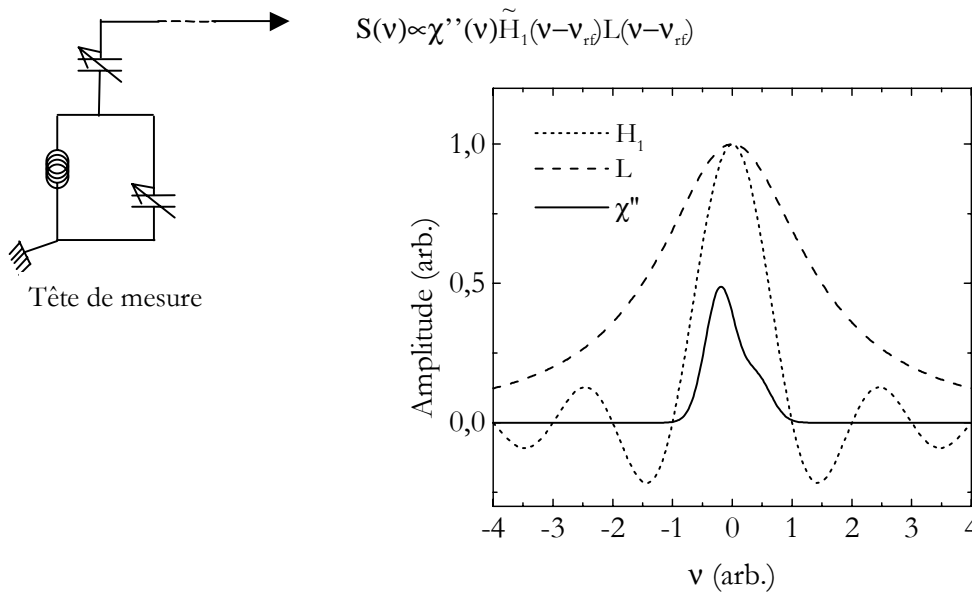 S(ν)∝χ''(ν)H̃₁(ν−νrf)L(ν−νrf)
Tête de mesure
H₁
L
χ"
Amplitude (arb.)
1,0
0,5
0,0
-4 -3 -2 -1 0 1 2 3 4
ν (arb.)